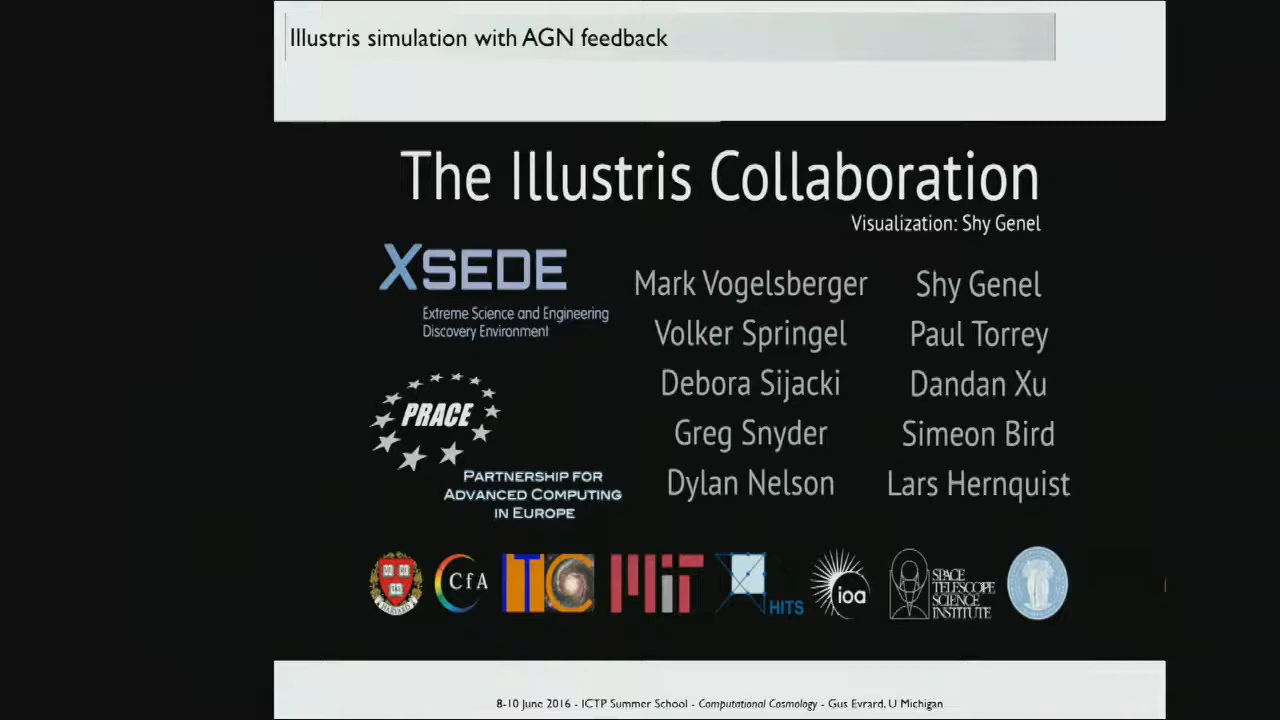 Illustris simulation with AGN feedback
The Illustris Collaboration
Visualization: Shy Genel
XSEDE
Extreme Science and Engineering
Discovery Environment
Mark Vogelsberger
Shy Genel
Volker Springel
Paul Torrey
Debora Sijacki
Dandan Xu
Greg Snyder
Simeon Bird
Dylan Nelson
Lars Hernquist
PRACE
PARTNERSHIP FOR
ADVANCED COMPUTING
IN EUROPE
HARVARD
CfA
ITC
MIT
HITS
ioa
SPACE
TELESCOPE
SCIENCE
INSTITUTE
8-10 June 2016 - ICTP Summer School - Computational Cosmology - Gus Evrard, U Michigan